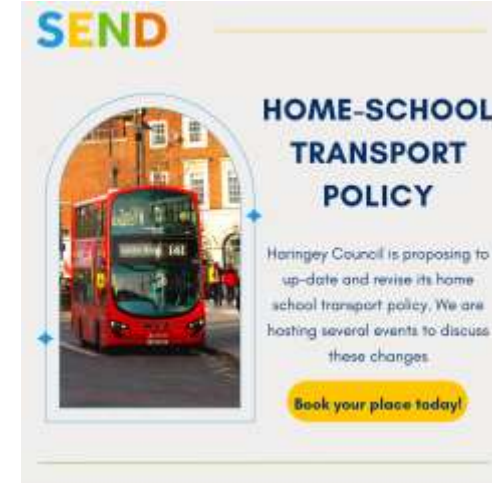 SEND
HOME-SCHOOL
TRANSPORT
POLICY
Haringey Council is proposing to
up-date and revise its home
school transport policy. We are
hosting several events to discuss
these changes
Book your place today!
141